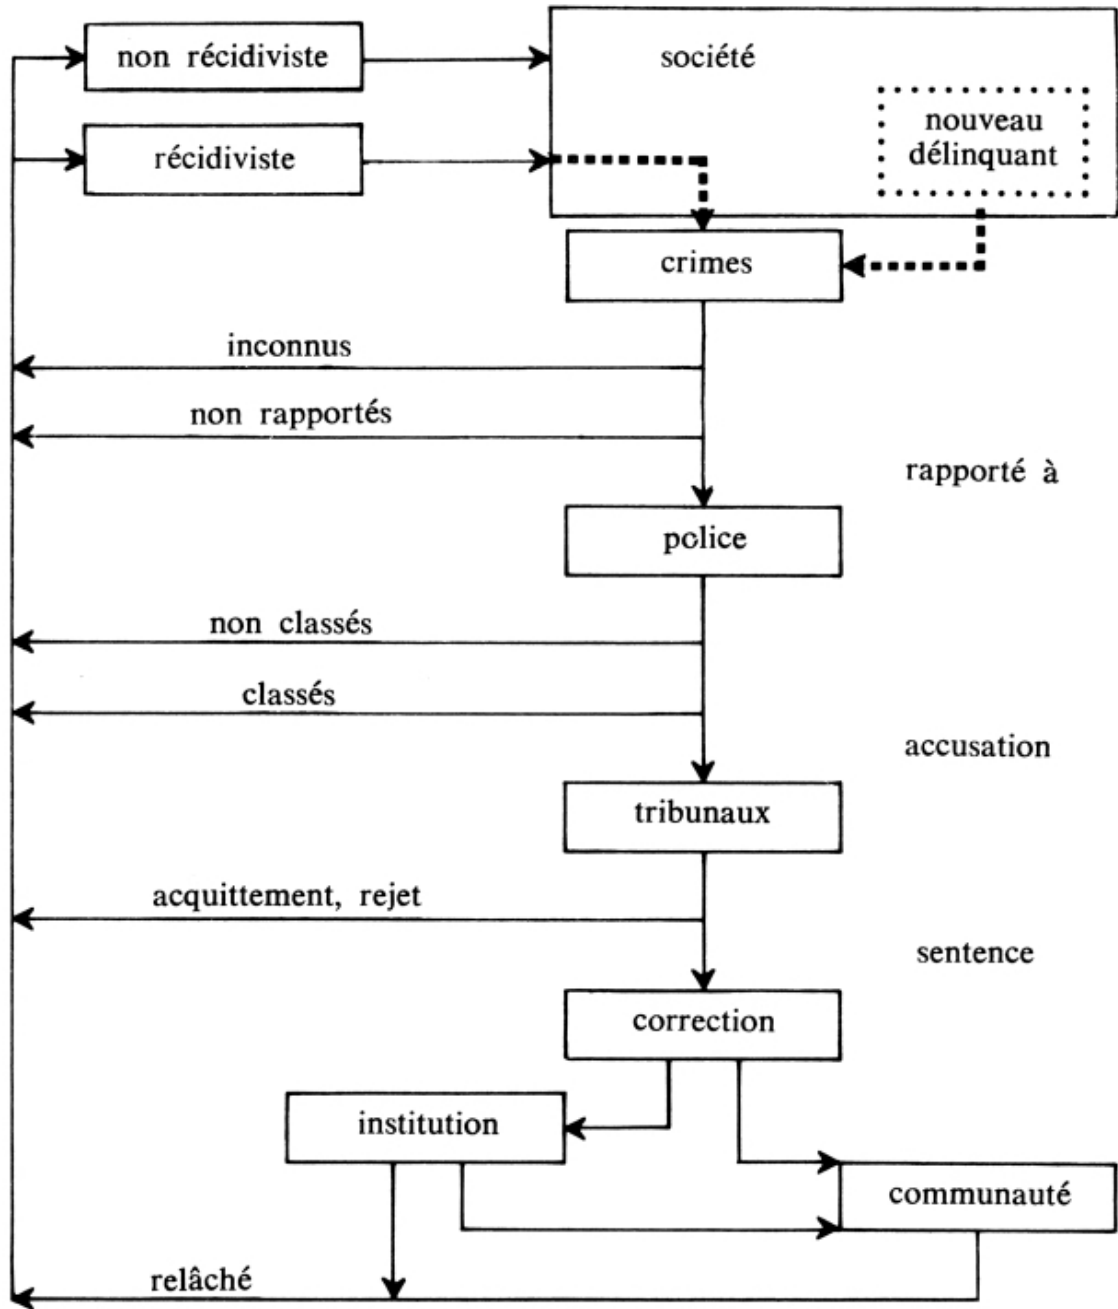 non récidiviste
société
nouveau
délinquant
récidiviste
crimes
inconnus
non rapportés
rapporté à
police
non classés
classés
accusation
tribunaux
acquittement, rejet
sentence
correction
institution
communauté
relâché